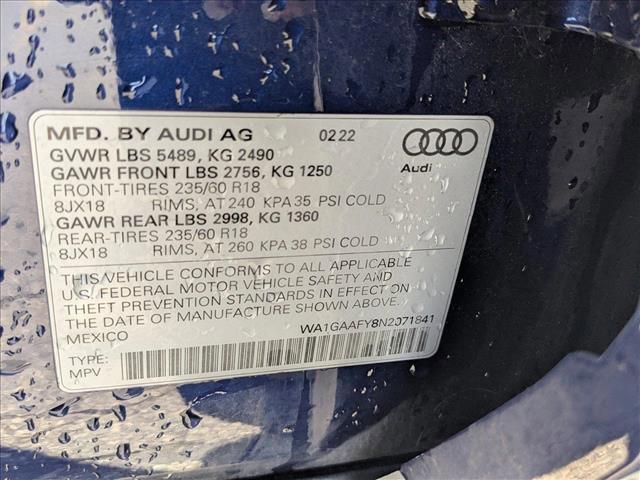 MFD. BY AUDI AG 02 22
GVWR LBS 5489, KG 2490
GAWR FRONT LBS 2756, KG 1250
FRONT-TIRES 235/60 R18
8JX18 RIMS, AT 240 KPA 35 PSI COLD
GAWR REAR LBS 2998, KG 1360
REAR-TIRES 235/60 R18
8JX18 RIMS, AT 260 KPA 38 PSI COLD
Audi
THIS VEHICLE CONFORMS TO ALL APPLICABLE
U.S. FEDERAL MOTOR VEHICLE SAFETY AND
THEFT PREVENTION STANDARDS IN EFFECT ON
THE DATE OF MANUFACTURE SHOWN ABOVE.
MEXICO WA1GAAFY8N2071841
TYPE:
MPV